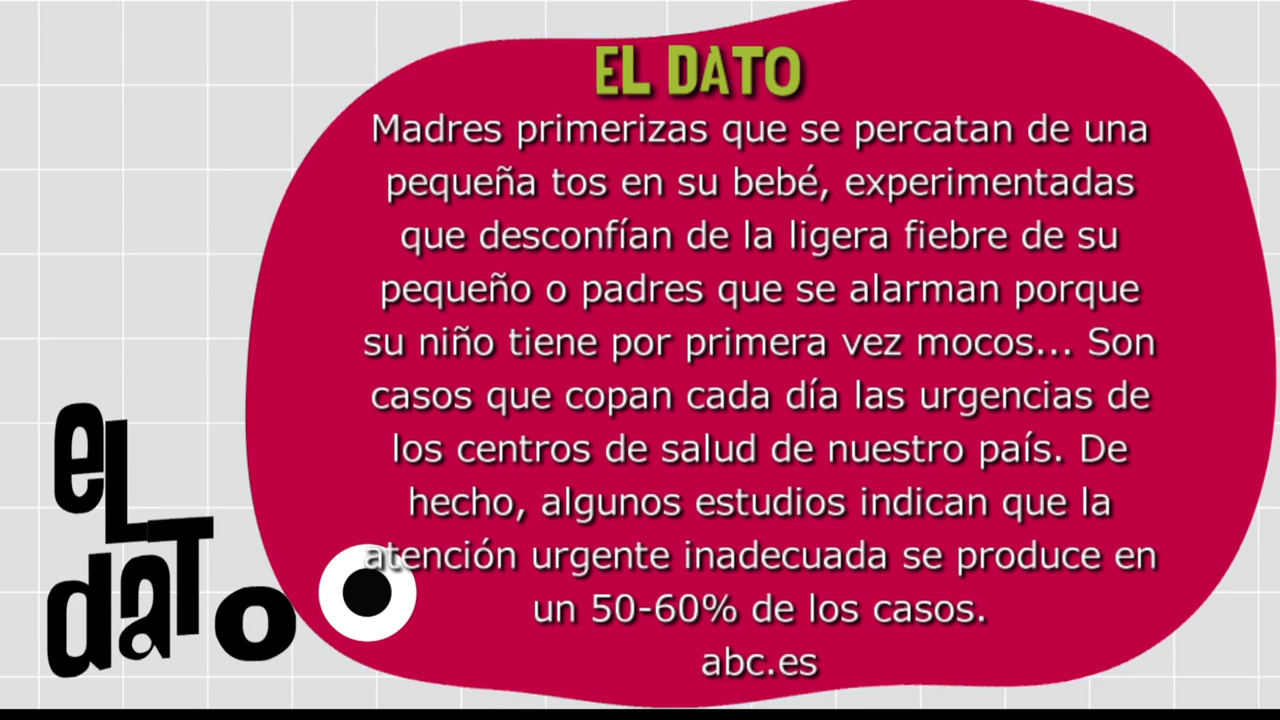 EL DATO
Madres primerizas que se percatan de una
pequeña tos en su bebé, experimentadas
que desconfían de la ligera fiebre de su
pequeño o padres que se alarman porque
su niño tiene por primera vez mocos... Son
casos que copan cada día las urgencias de
los centros de salud de nuestro país. De
hecho, algunos estudios indican que la
atención urgente inadecuada se produce en
un 50-60% de los casos.
abc.es
eL
daTo